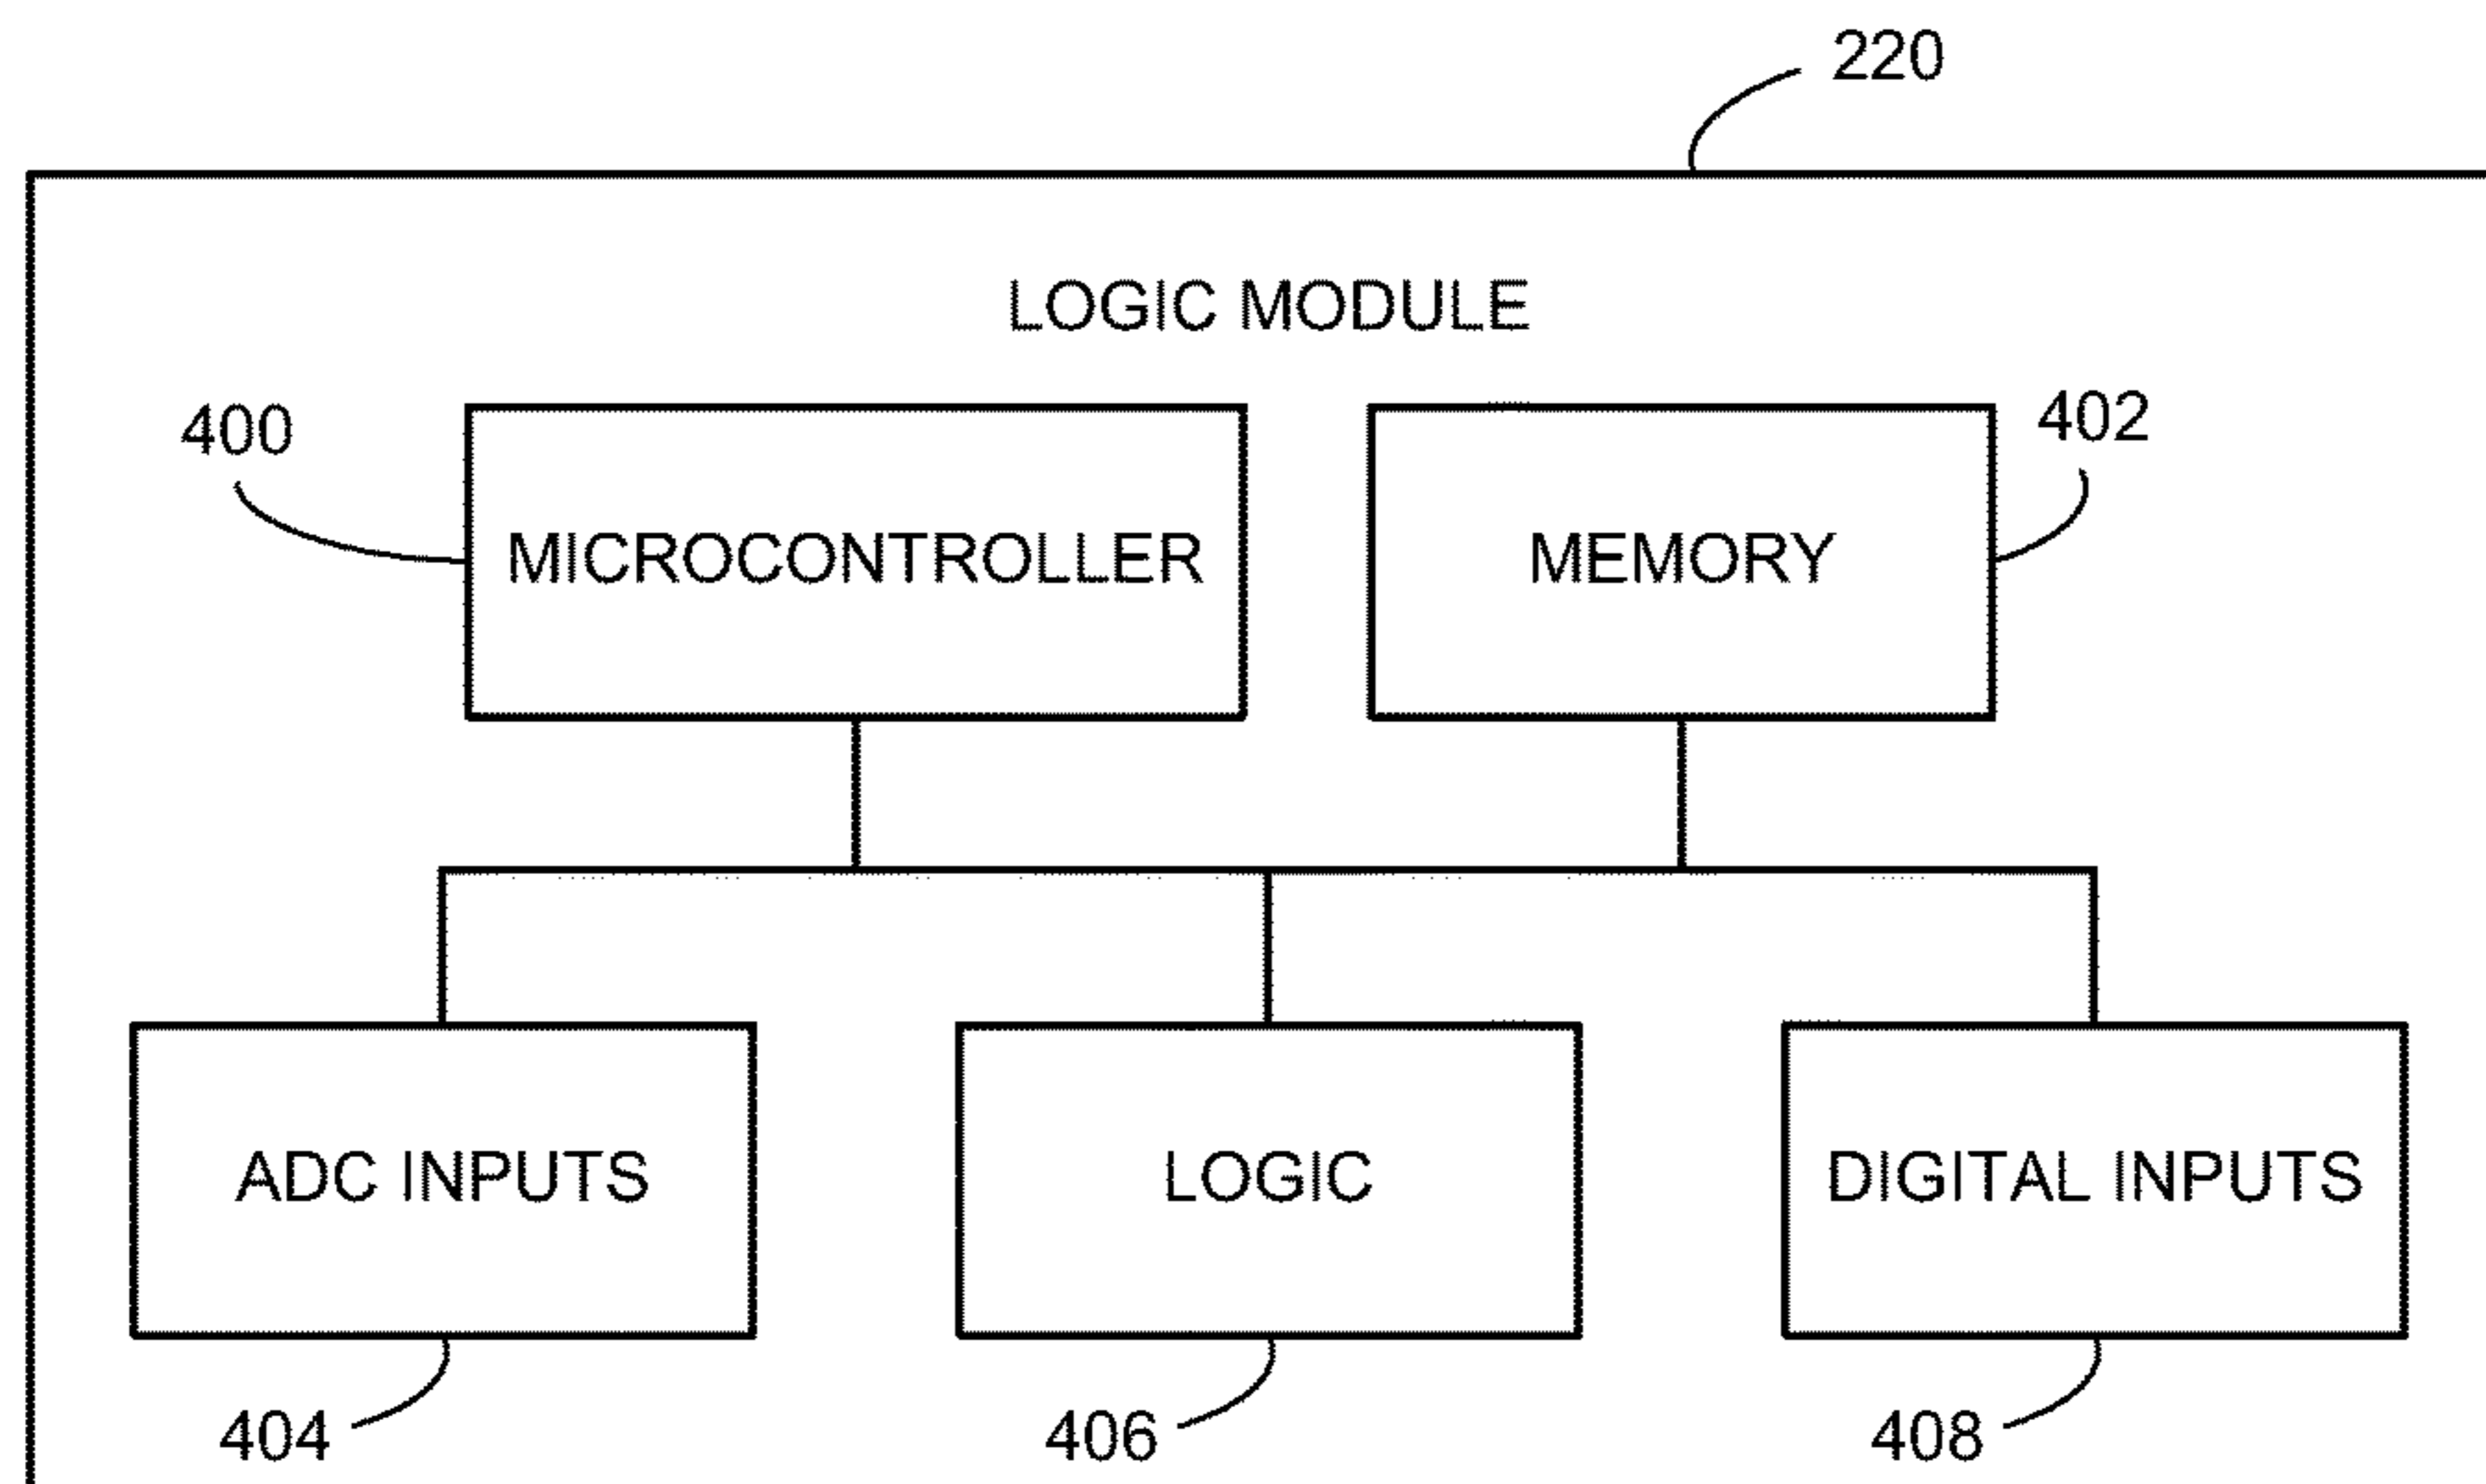 220
LOGIC MODULE
400
402
MICROCONTROLLER
MEMORY
ADC INPUTS
LOGIC
DIGITAL INPUTS
404
406
408